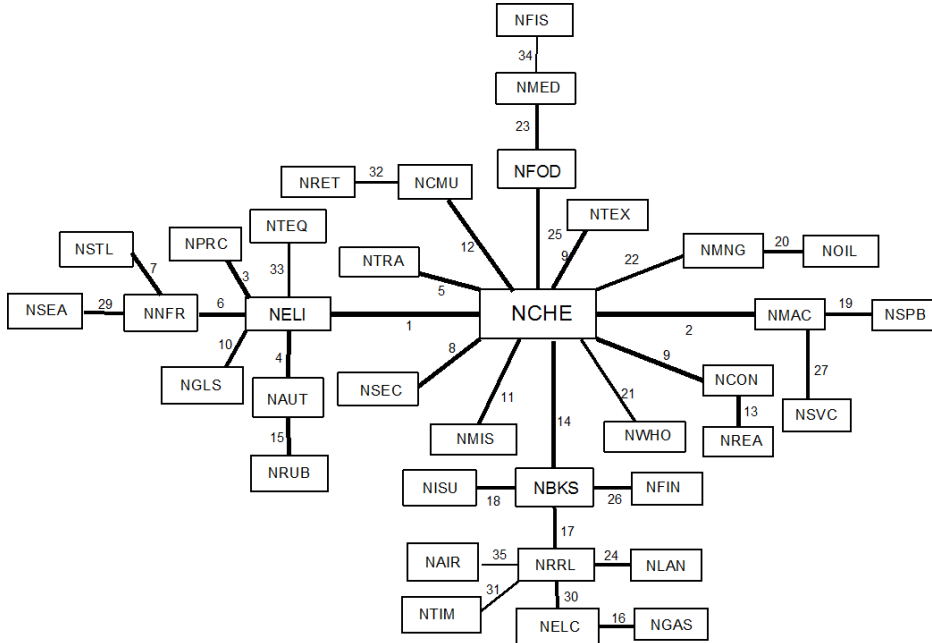 NFIS
34
NMED
23
NFOD
NRET
32
NCMU
NTEX
25
9
12
NTEQ
NSTL
NPRC
NMNG
20
NOIL
22
NTRA
5
7
3
33
NSEA
29
NNFR
6
NELI
1
NCHE
2
NMAC
19
NSPB
10
4
8
9
27
NGLS
NAUT
NSEC
11
21
NCON
13
NSVC
15
14
NMIS
NWHO
NREA
NRUB
NISU
18
NBKS
26
NFIN
17
NAIR
35
NRRL
24
NLAN
31
30
NTIM
NELC
16
NGAS